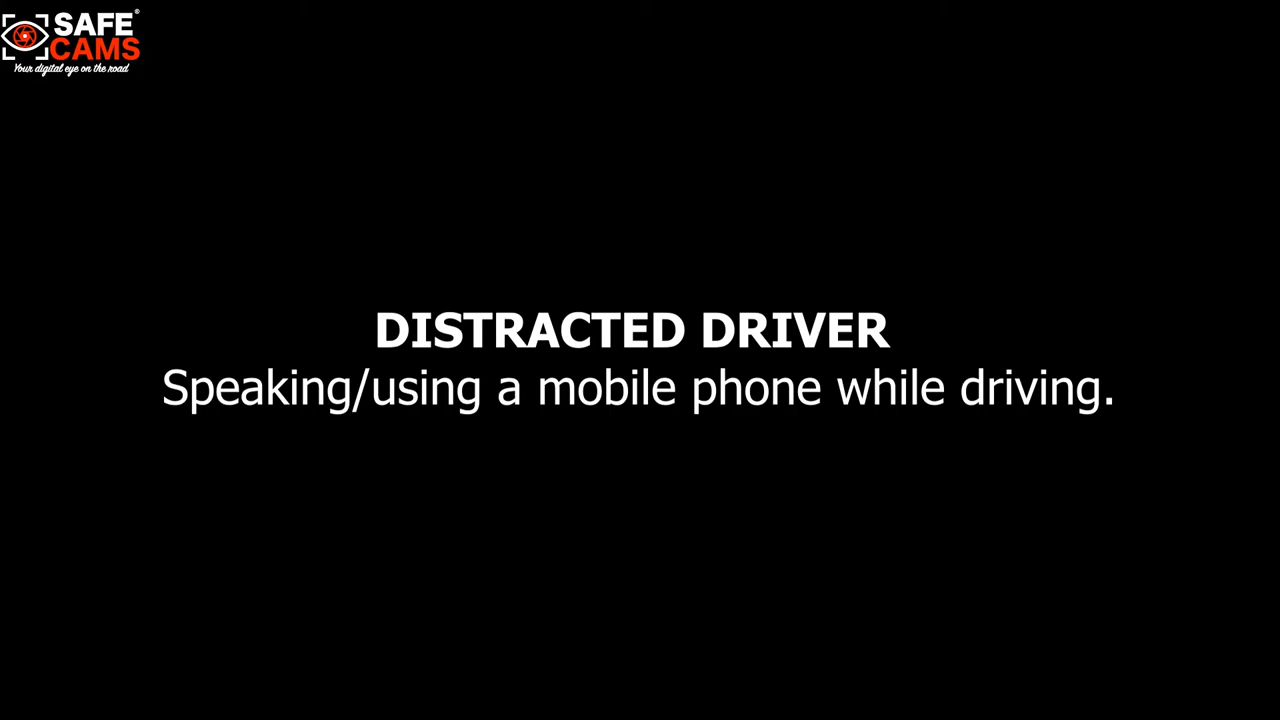 SAFE®
CAMS
Your digital eye on the road
DISTRACTED DRIVER
Speaking/using a mobile phone while driving.